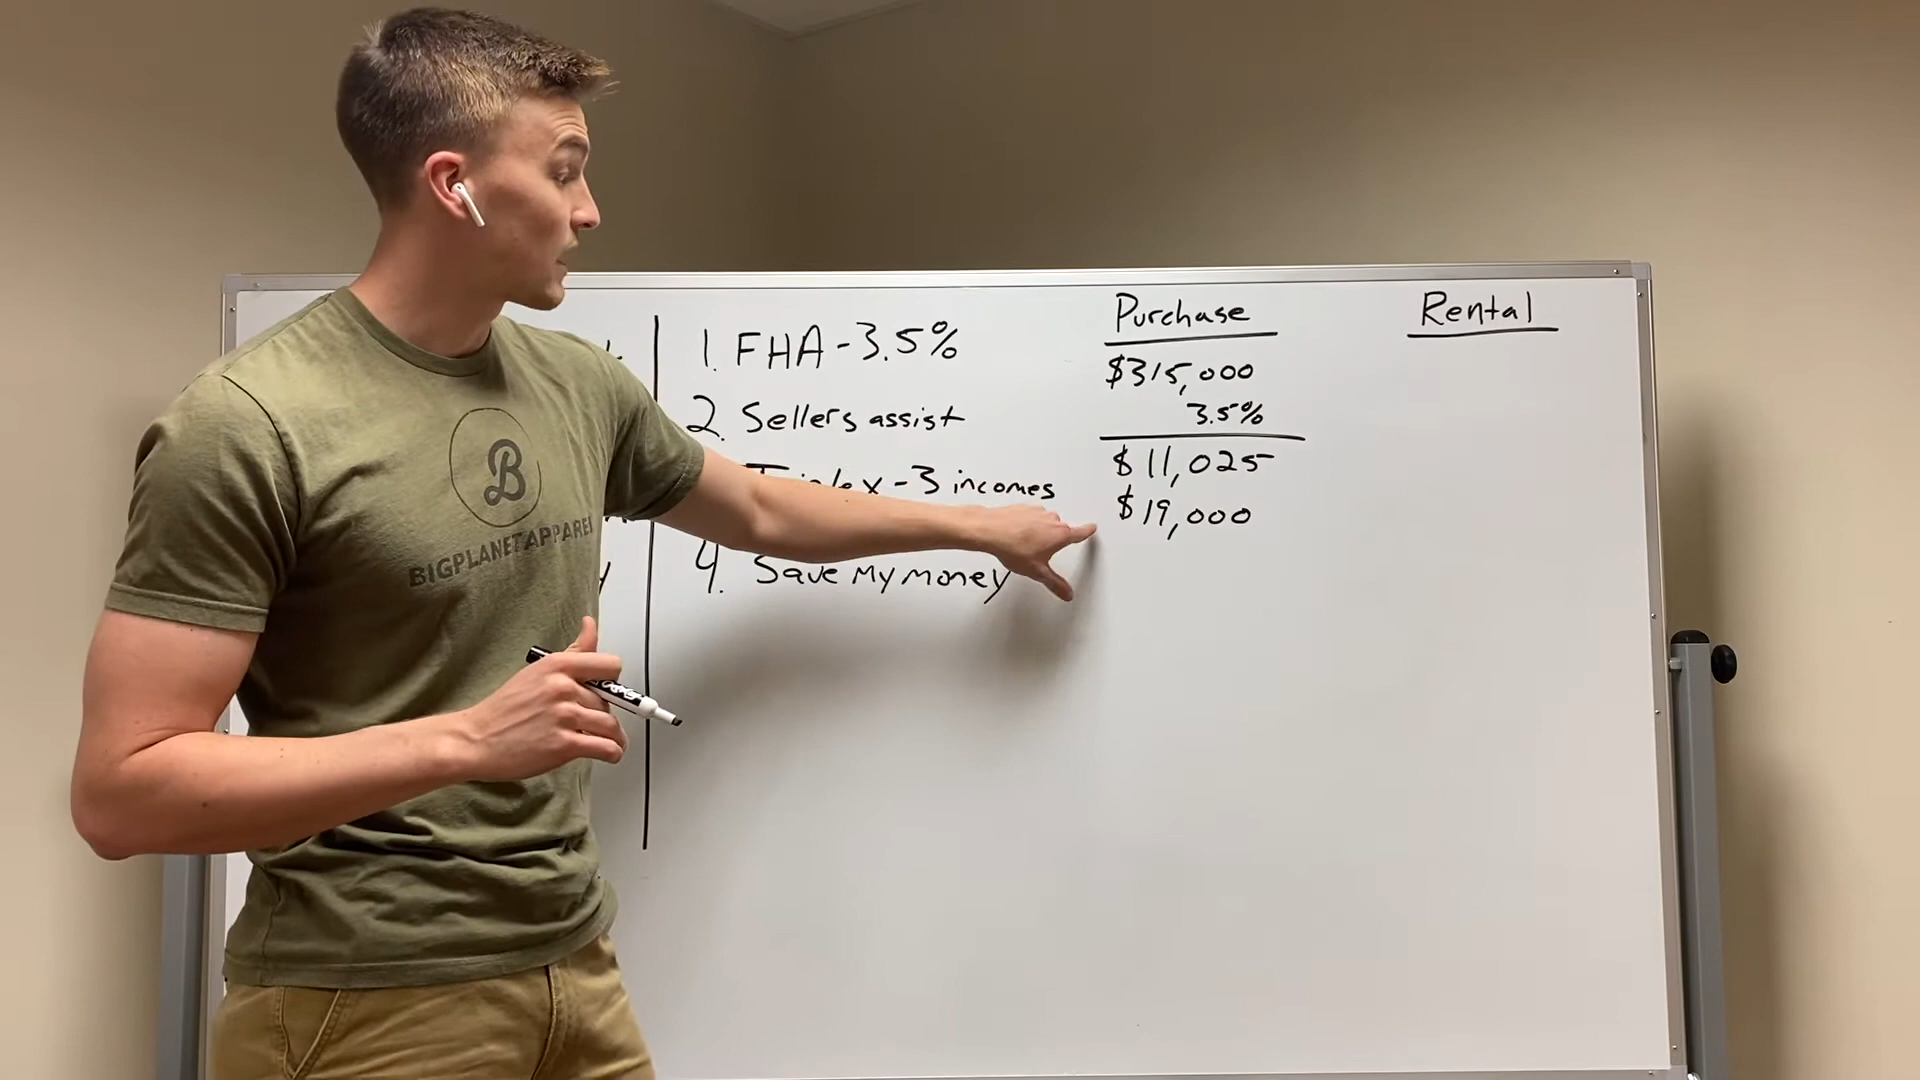 1. FHA - 3.5%
2. Sellers assist
- 3 incomes
4. Save my money
Purchase
$315,000
3.5%
$11,025
$19,000
Rental
B
BIGPLANET APPAREL